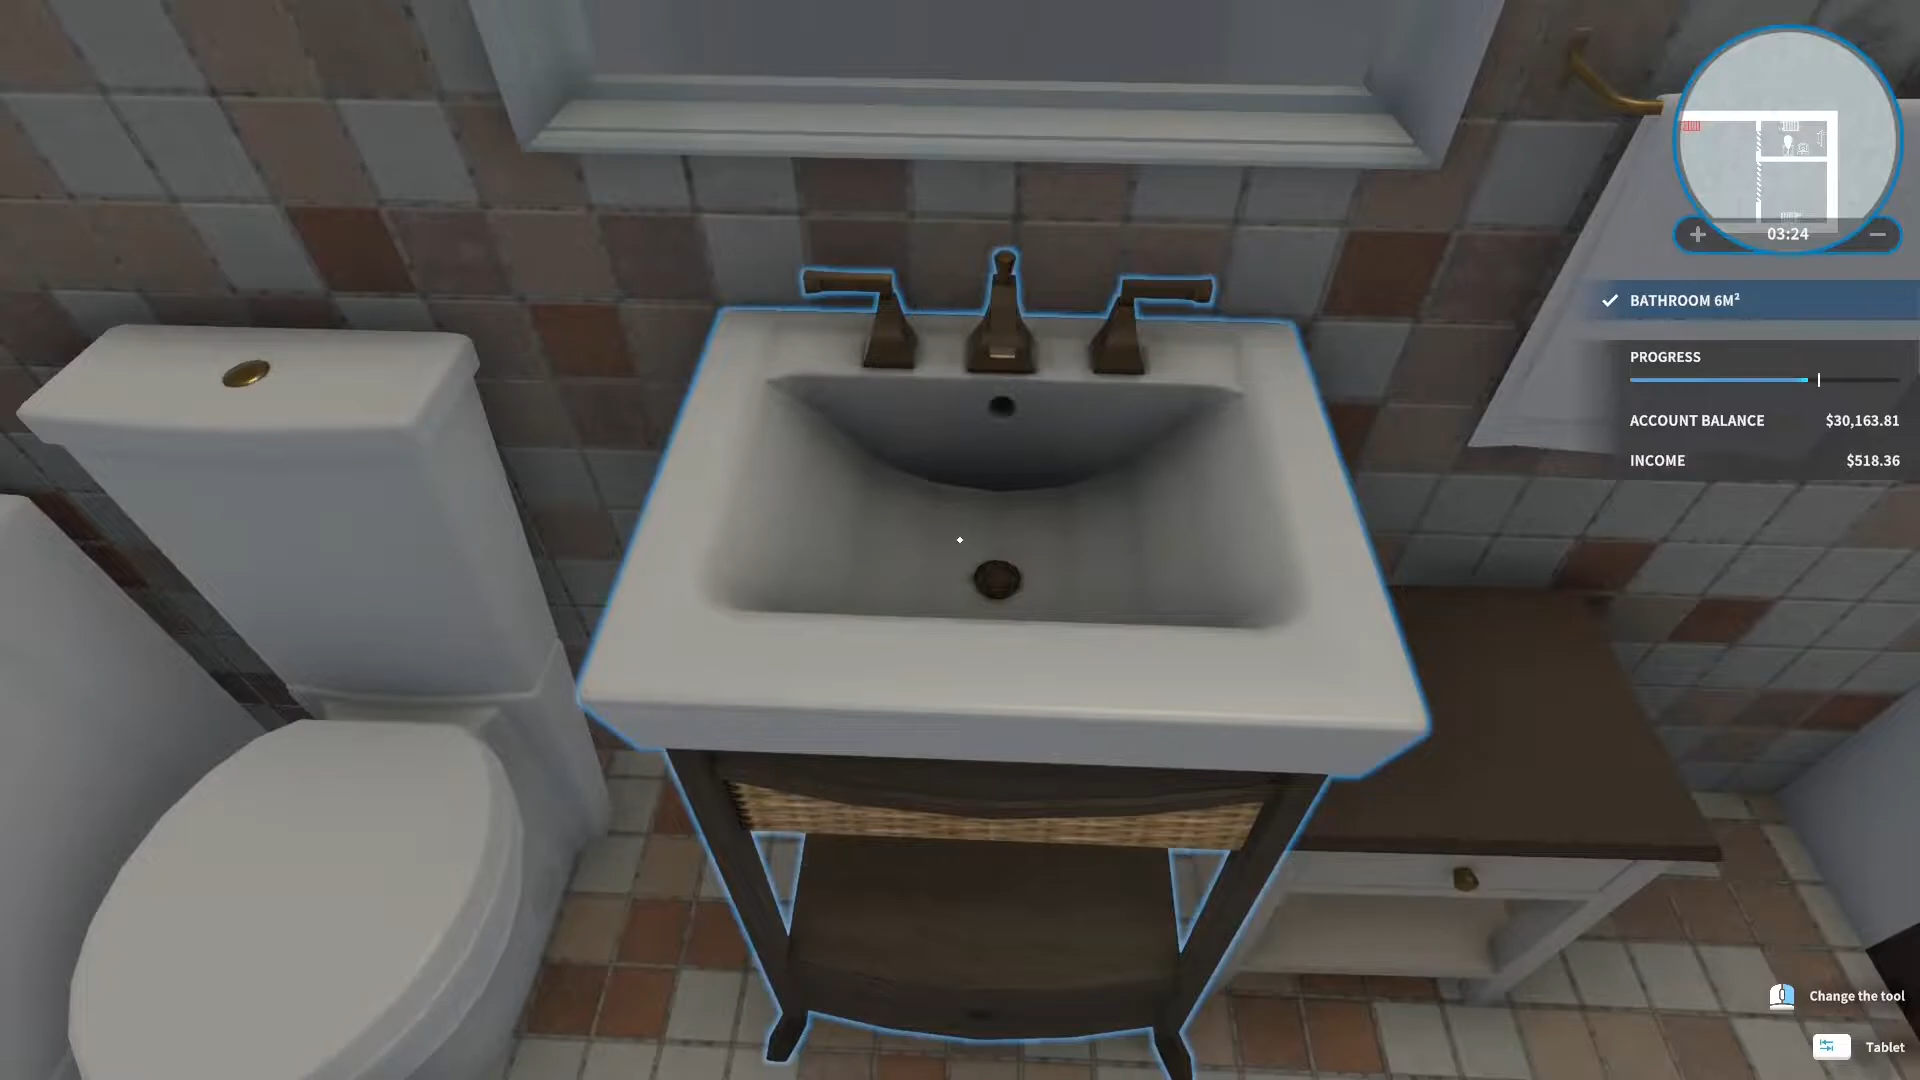 03:24
BATHROOM 6M²
PROGRESS
ACCOUNT BALANCE $30,163.81
INCOME $518.36
Change the tool
Tablet